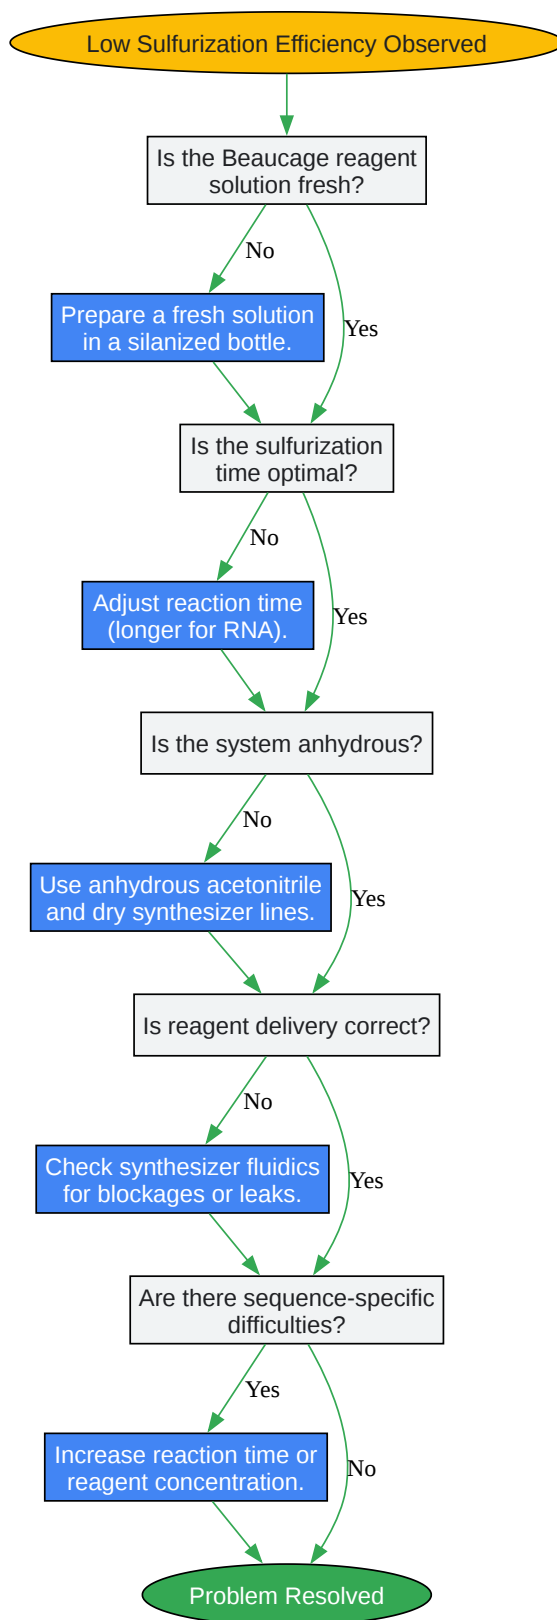 Low Sulfurization Efficiency Observed
Is the Beaucage reagent
solution fresh?
No
Prepare a fresh solution
in a silanized bottle.
Yes
Is the sulfurization
time optimal?
No
Adjust reaction time
(longer for RNA).
Yes
Is the system anhydrous?
No
Use anhydrous acetonitrile
and dry synthesizer lines.
Yes
Is reagent delivery correct?
No
Check synthesizer fluidics
for blockages or leaks.
Yes
Are there sequence-specific
difficulties?
Yes
Increase reaction time or
reagent concentration.
No
Problem Resolved